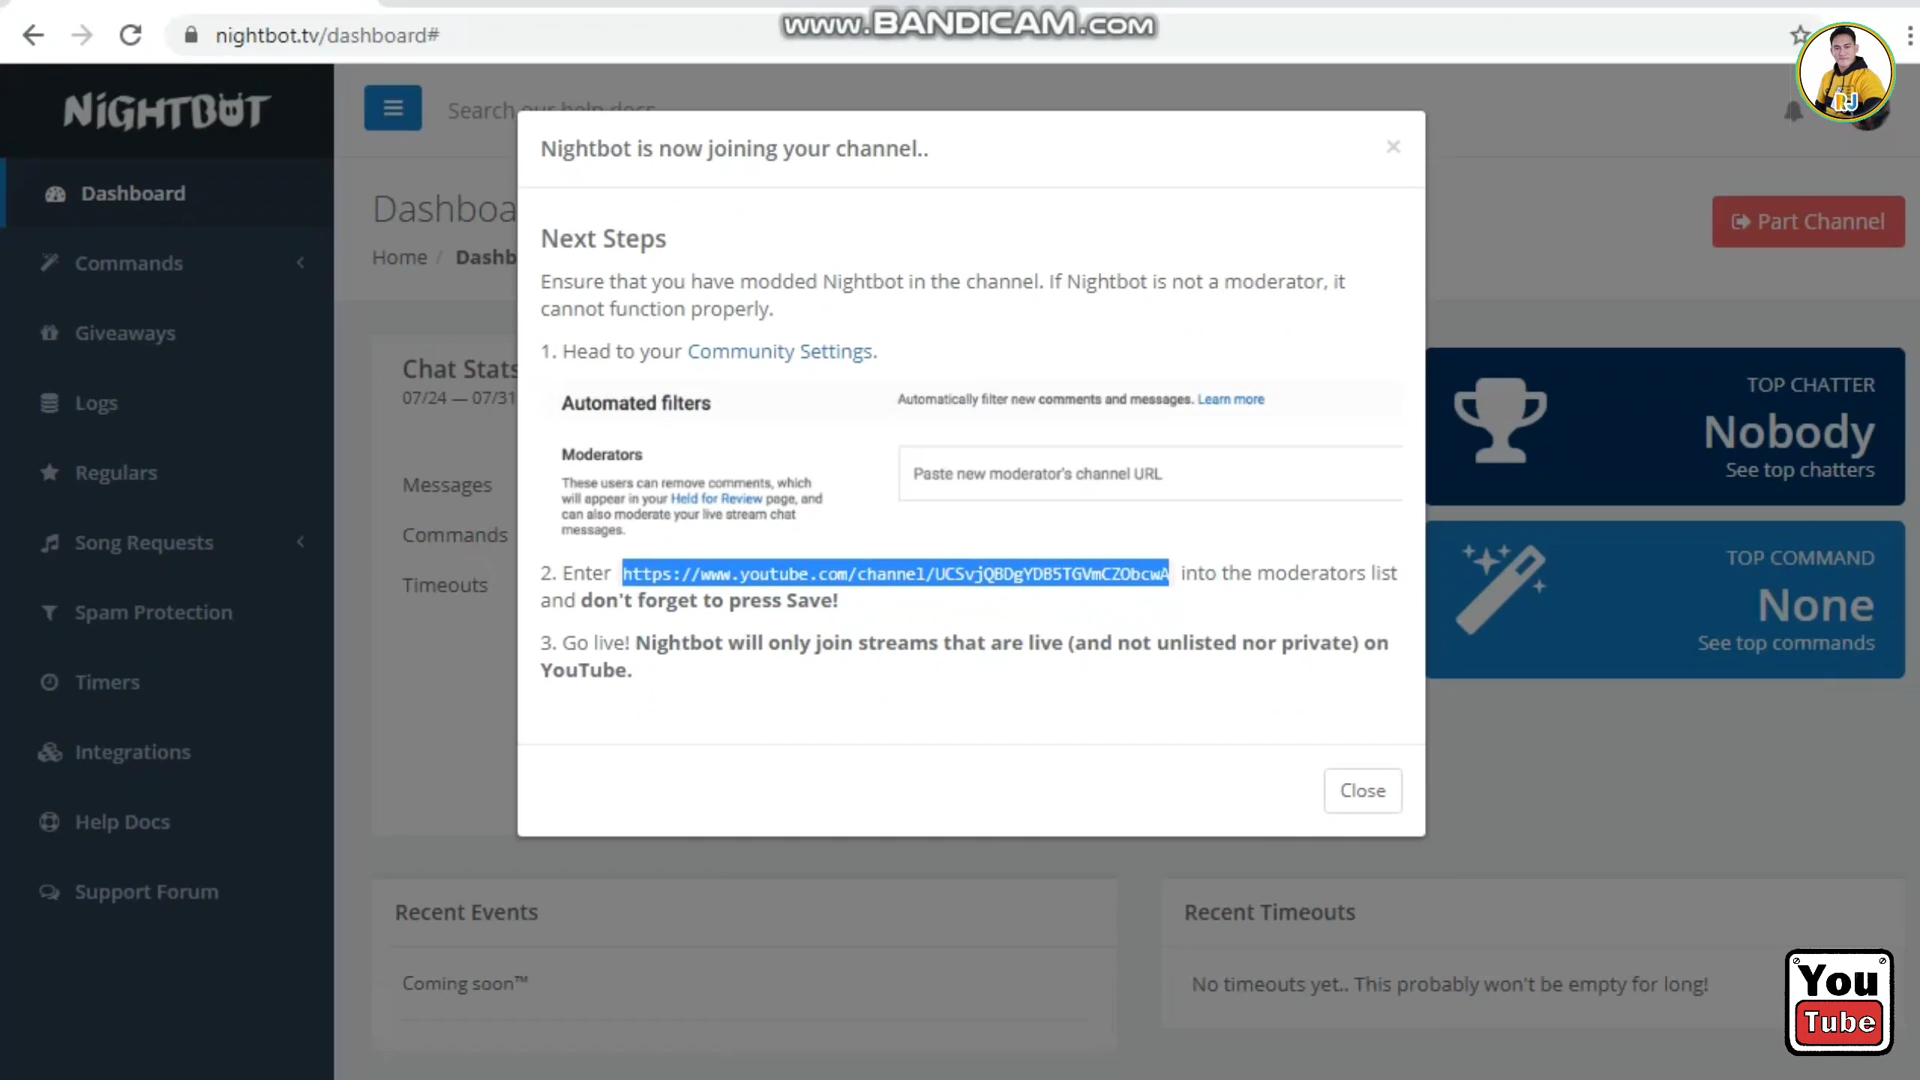 nightbot.tv/dashboard#
www.BANDICAM.com
NiGHTBOT
Search our help docs
RJ
Dashboard
Commands
Giveaways
Logs
Regulars
Song Requests
Spam Protection
Timers
Integrations
Help Docs
Support Forum
Dashboa
Home / Dashb
Part Channel
Chat Stats
07/24 — 07/31
Messages
Commands
Timeouts
Nightbot is now joining your channel..
×
Next Steps
Ensure that you have modded Nightbot in the channel. If Nightbot is not a moderator, it
cannot function properly.
1. Head to your Community Settings.
Automated filters
Automatically filter new comments and messages. Learn more
Moderators
These users can remove comments, which
will appear in your Held for Review page, and
can also moderate your live stream chat
messages.
Paste new moderator's channel URL
2. Enter https://www.youtube.com/channel/UCSvjQBDgYDB5TGVmCZObcwA into the moderators list
and don't forget to press Save!
3. Go live! Nightbot will only join streams that are live (and not unlisted nor private) on
YouTube.
Close
TOP CHATTER
Nobody
See top chatters
TOP COMMAND
None
See top commands
Recent Events
Coming soon™
Recent Timeouts
No timeouts yet.. This probably won't be empty for long!
You
Tube